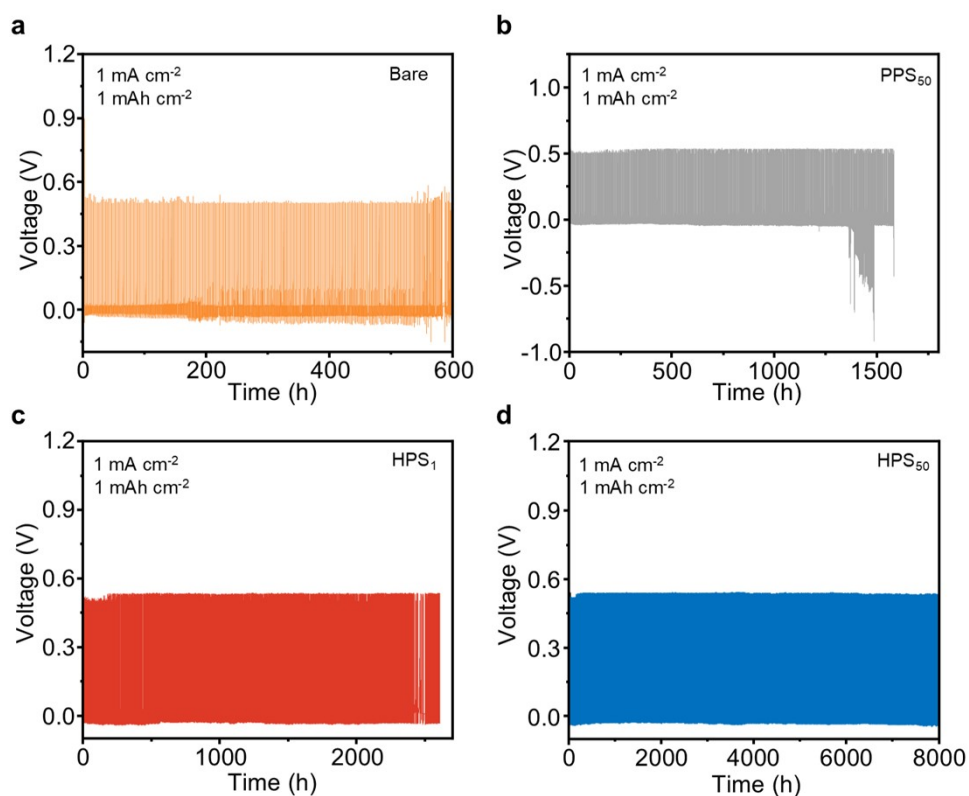 a
1 mA cm⁻²
1 mAh cm⁻²
Bare
Voltage (V)
1.2
0.9
0.6
0.3
0.0
0 200 400 600
Time (h)
b
1 mA cm⁻²
1 mAh cm⁻²
PPS₅₀
Voltage (V)
1.0
0.5
0.0
-0.5
-1.0
0 500 1000 1500
Time (h)
c
1 mA cm⁻²
1 mAh cm⁻²
HPS₁
Voltage (V)
1.2
0.9
0.6
0.3
0.0
0 1000 2000
Time (h)
d
1 mA cm⁻²
1 mAh cm⁻²
HPS₅₀
Voltage (V)
1.2
0.9
0.6
0.3
0.0
0 2000 4000 6000 8000
Time (h)